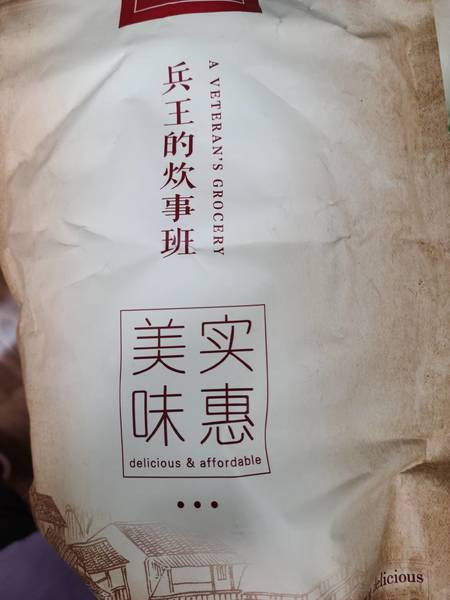 兵王的炊事班
A VETERAN'S GROCERY
实惠
美味
delicious & affordable
delicious